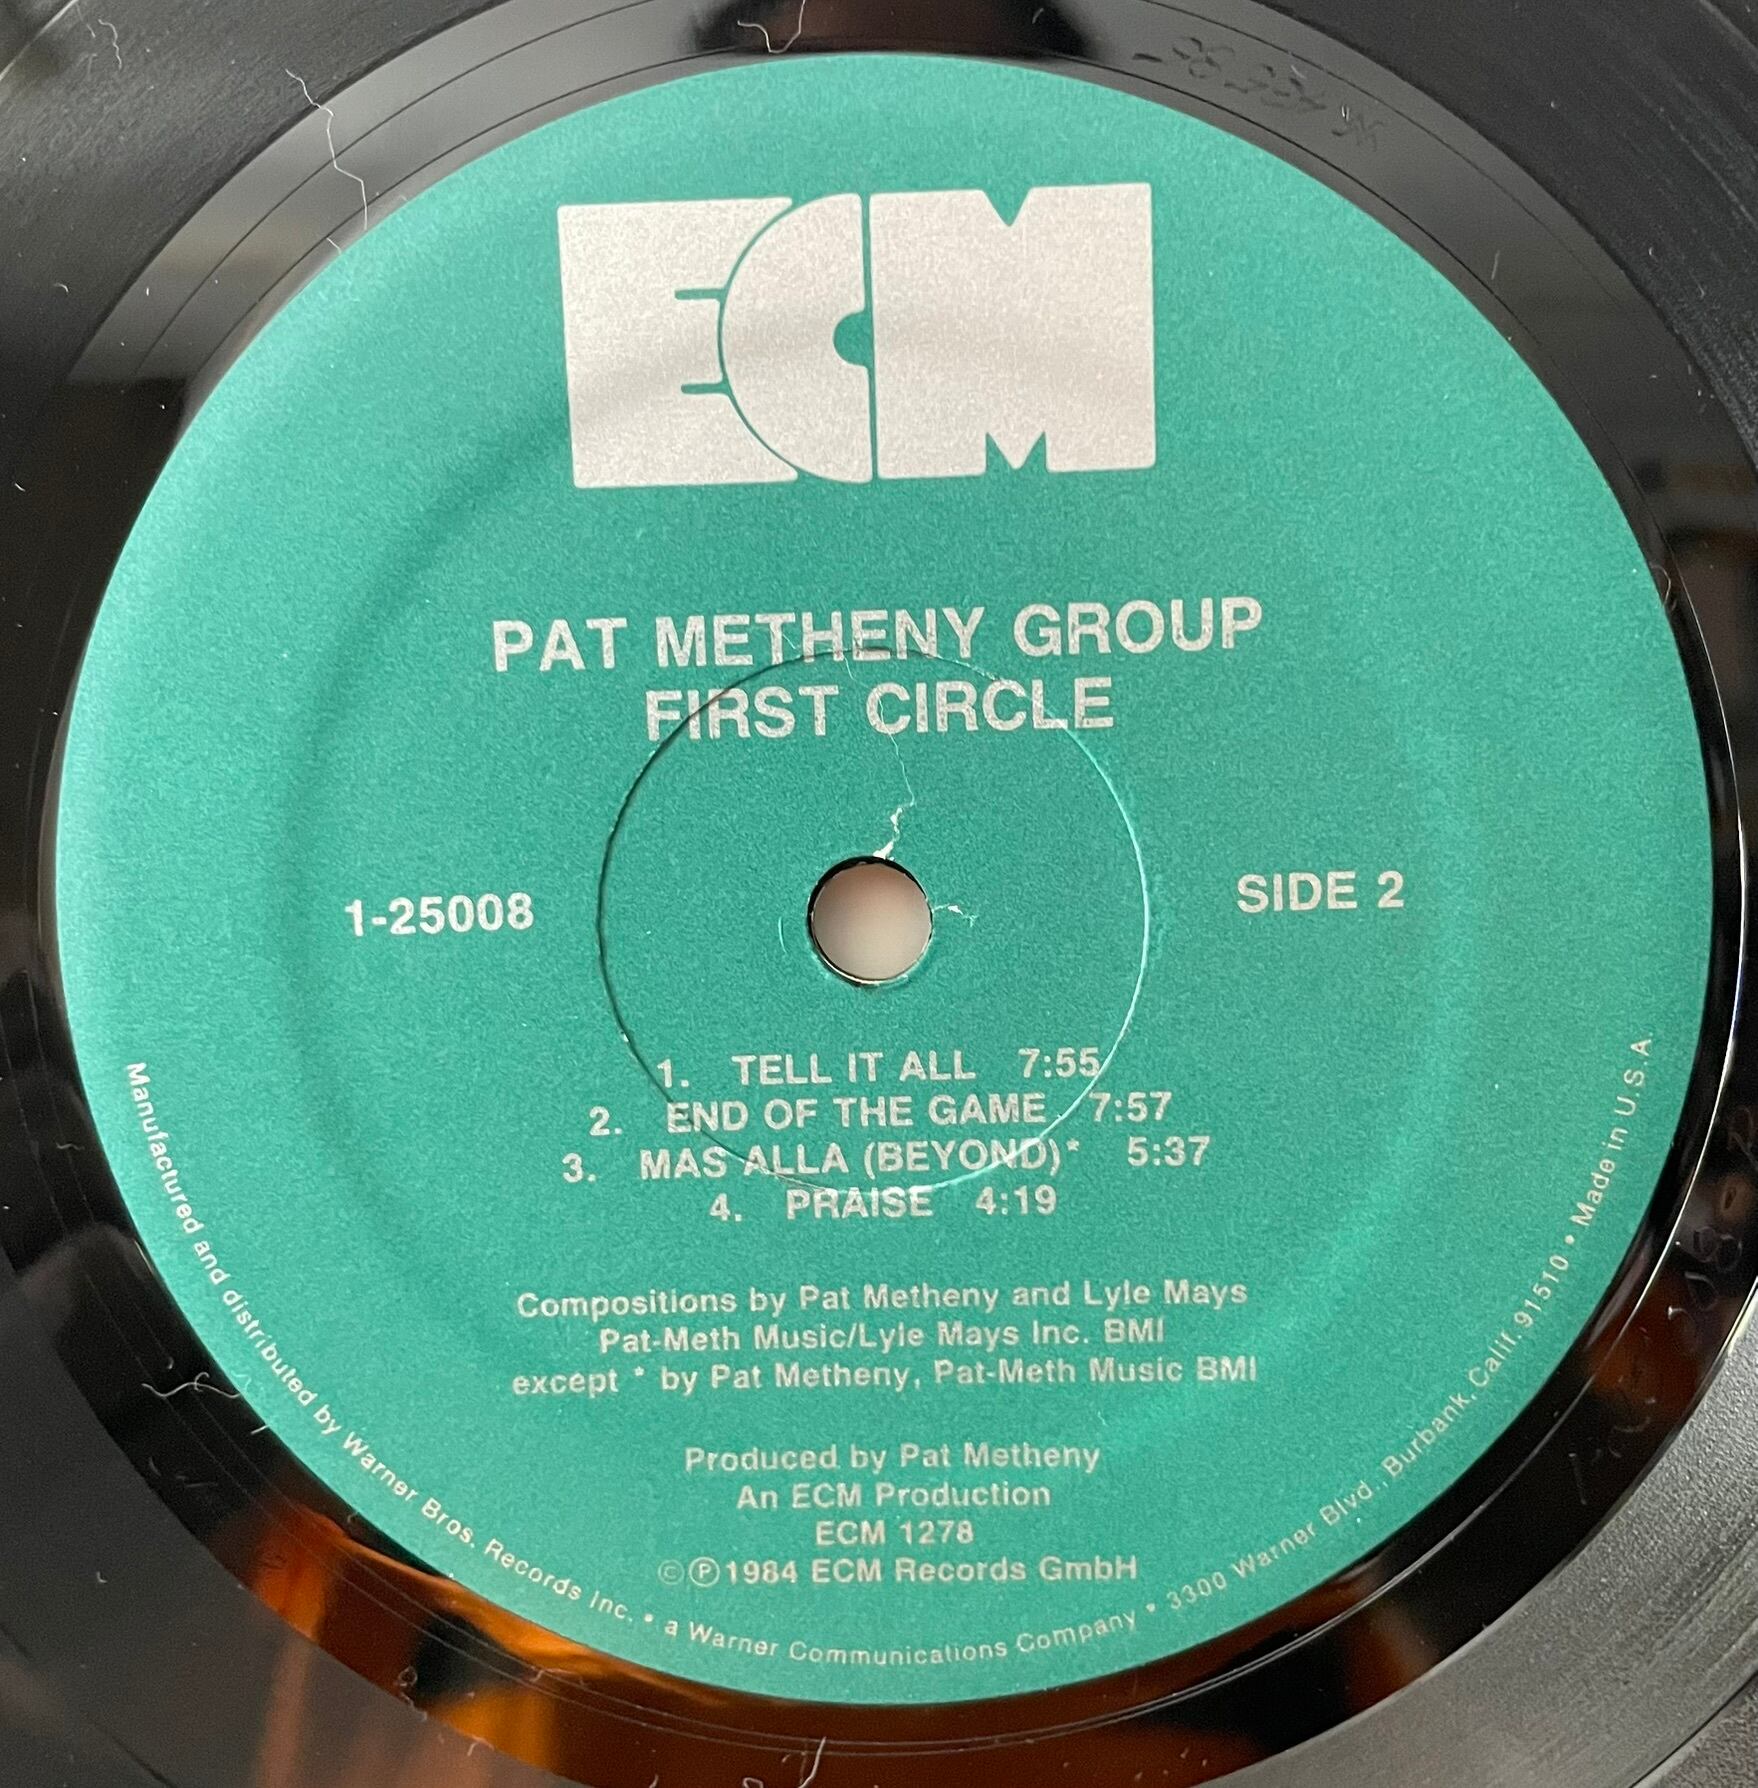 ECM
PAT METHENY GROUP
FIRST CIRCLE
1-25008
SIDE 2
1. TELL IT ALL 7:55
2. END OF THE GAME 7:57
3. MAS ALLA (BEYOND)* 5:37
4. PRAISE 4:19
Compositions by Pat Metheny and Lyle Mays
Pat-Meth Music/Lyle Mays Inc. BMI
except * by Pat Metheny, Pat-Meth Music BMI
Produced by Pat Metheny
An ECM Production
ECM 1278
©℗1984 ECM Records GmbH
Manufactured and distributed by Warner Bros. Records Inc. • a Warner Communications Company • 3300 Warner Blvd., Burbank, Calif. 91510 • Made in U.S.A.